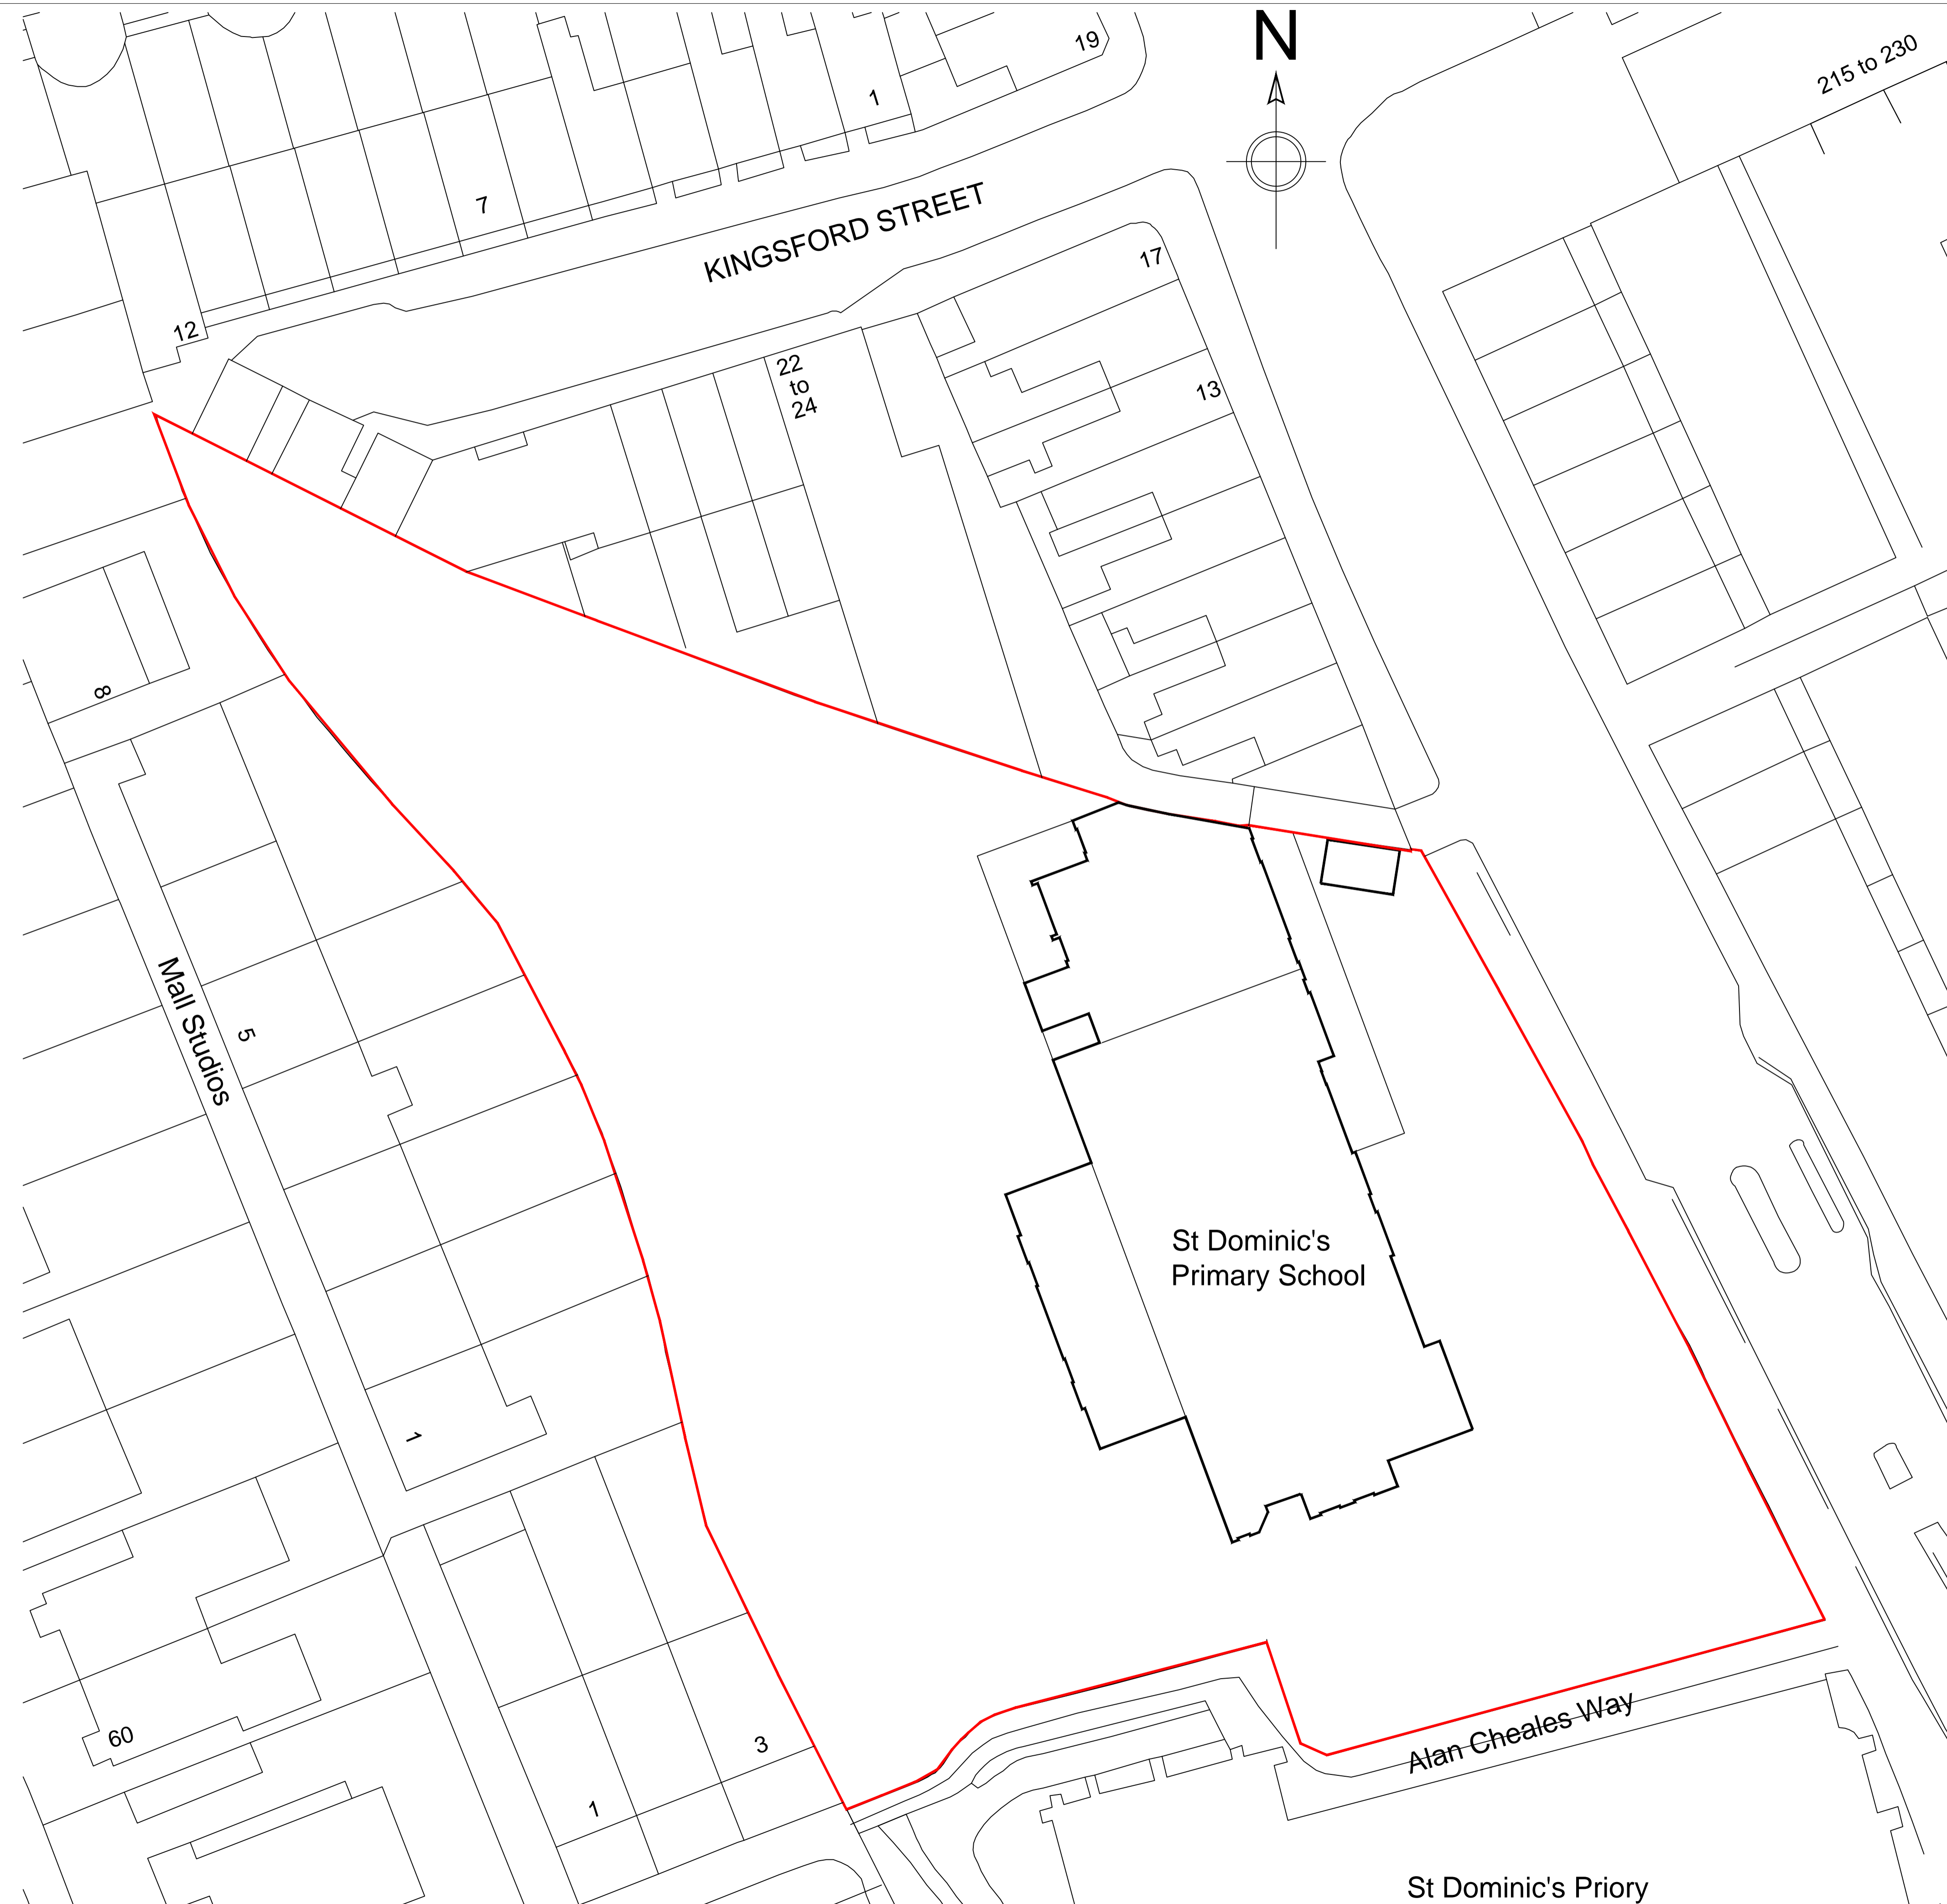 N
19
215 to 230
1
7
KINGSFORD STREET
17
12
22
to
24
13
8
Mall Studios
5
St Dominic's
Primary School
1
Alan Cheales Way
60
3
1
St Dominic's Priory